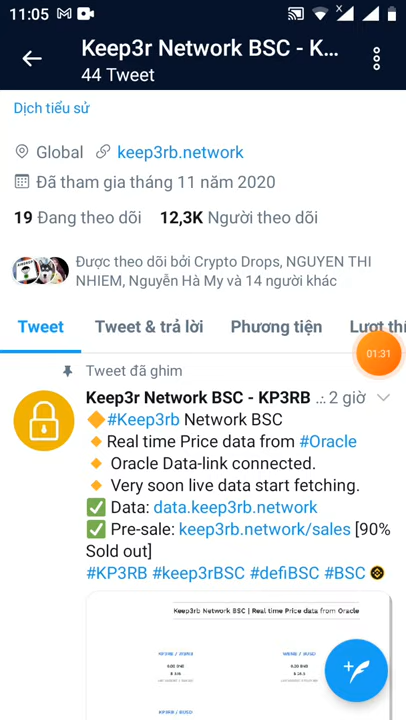 11:05
Keep3r Network BSC - K...
44 Tweet
Dịch tiểu sử
Global keep3rb.network
Đã tham gia tháng 11 năm 2020
19 Đang theo dõi 12,3K Người theo dõi
Được theo dõi bởi Crypto Drops, NGUYEN THI
NHIEM, Nguyễn Hà My và 14 người khác
Tweet Tweet & trả lời Phương tiện Lượt thí
01:31
Tweet đã ghim
Keep3r Network BSC - KP3RB ... 2 giờ
🔶#Keep3rb Network BSC
🔸Real time Price data from #Oracle
🔸 Oracle Data-link connected.
🔸 Very soon live data start fetching.
✅ Data: data.keep3rb.network
✅ Pre-sale: keep3rb.network/sales [90%
Sold out]
#KP3RB #keep3rBSC #defiBSC #BSC
Keep3rb Network BSC | Real time Price data from Oracle